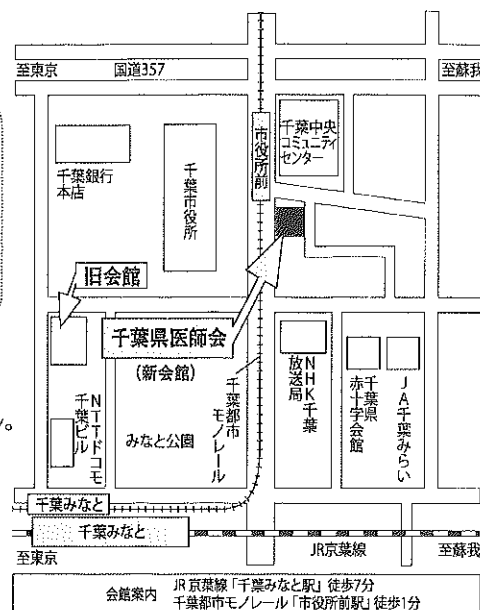 至東京
国道357
至蘇我
千葉銀行
本店
千葉市役所
市役所前
千葉中央
コミュニティ
センター
旧会館
千葉県医師会
(新会館)
NHK千葉
放送局
千葉県
赤十字会館
JA千葉みらい
NTTドコモ
千葉ビル
みなと公園
千葉都市
モノレール
ん。
千葉みなと
千葉みなと
至東京
JR京葉線
至蘇我
会館案内
JR京葉線「千葉みなと駅」徒歩7分
千葉都市モノレール「市役所前駅」徒歩1分